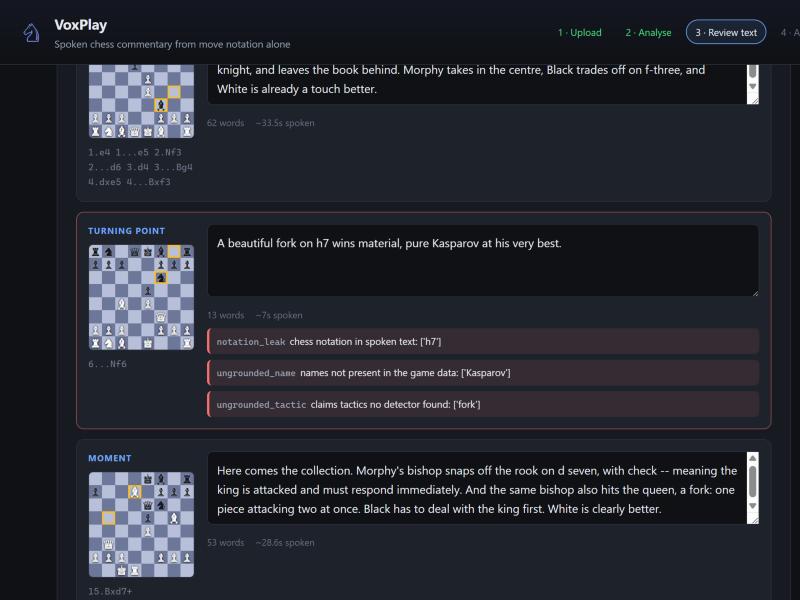 VoxPlay
Spoken chess commentary from move notation alone
1 · Upload
2 · Analyse
3 · Review text
4 · A
knight, and leaves the book behind. Morphy takes in the centre, Black trades off on f-three, and
White is already a touch better.
62 words ~33.5s spoken
1.e4 1...e5 2.Nf3
2...d6 3.d4 3...Bg4
4.dxe5 4...Bxf3
TURNING POINT
A beautiful fork on h7 wins material, pure Kasparov at his very best.
13 words ~7s spoken
6...Nf6
notation_leak chess notation in spoken text: ['h7']
ungrounded_name names not present in the game data: ['Kasparov']
ungrounded_tactic claims tactics no detector found: ['fork']
MOMENT
Here comes the collection. Morphy's bishop snaps off the rook on d seven, with check -- meaning the
king is attacked and must respond immediately. And the same bishop also hits the queen, a fork: one
piece attacking two at once. Black has to deal with the king first. White is clearly better.
53 words ~28.6s spoken
15.Bxd7+